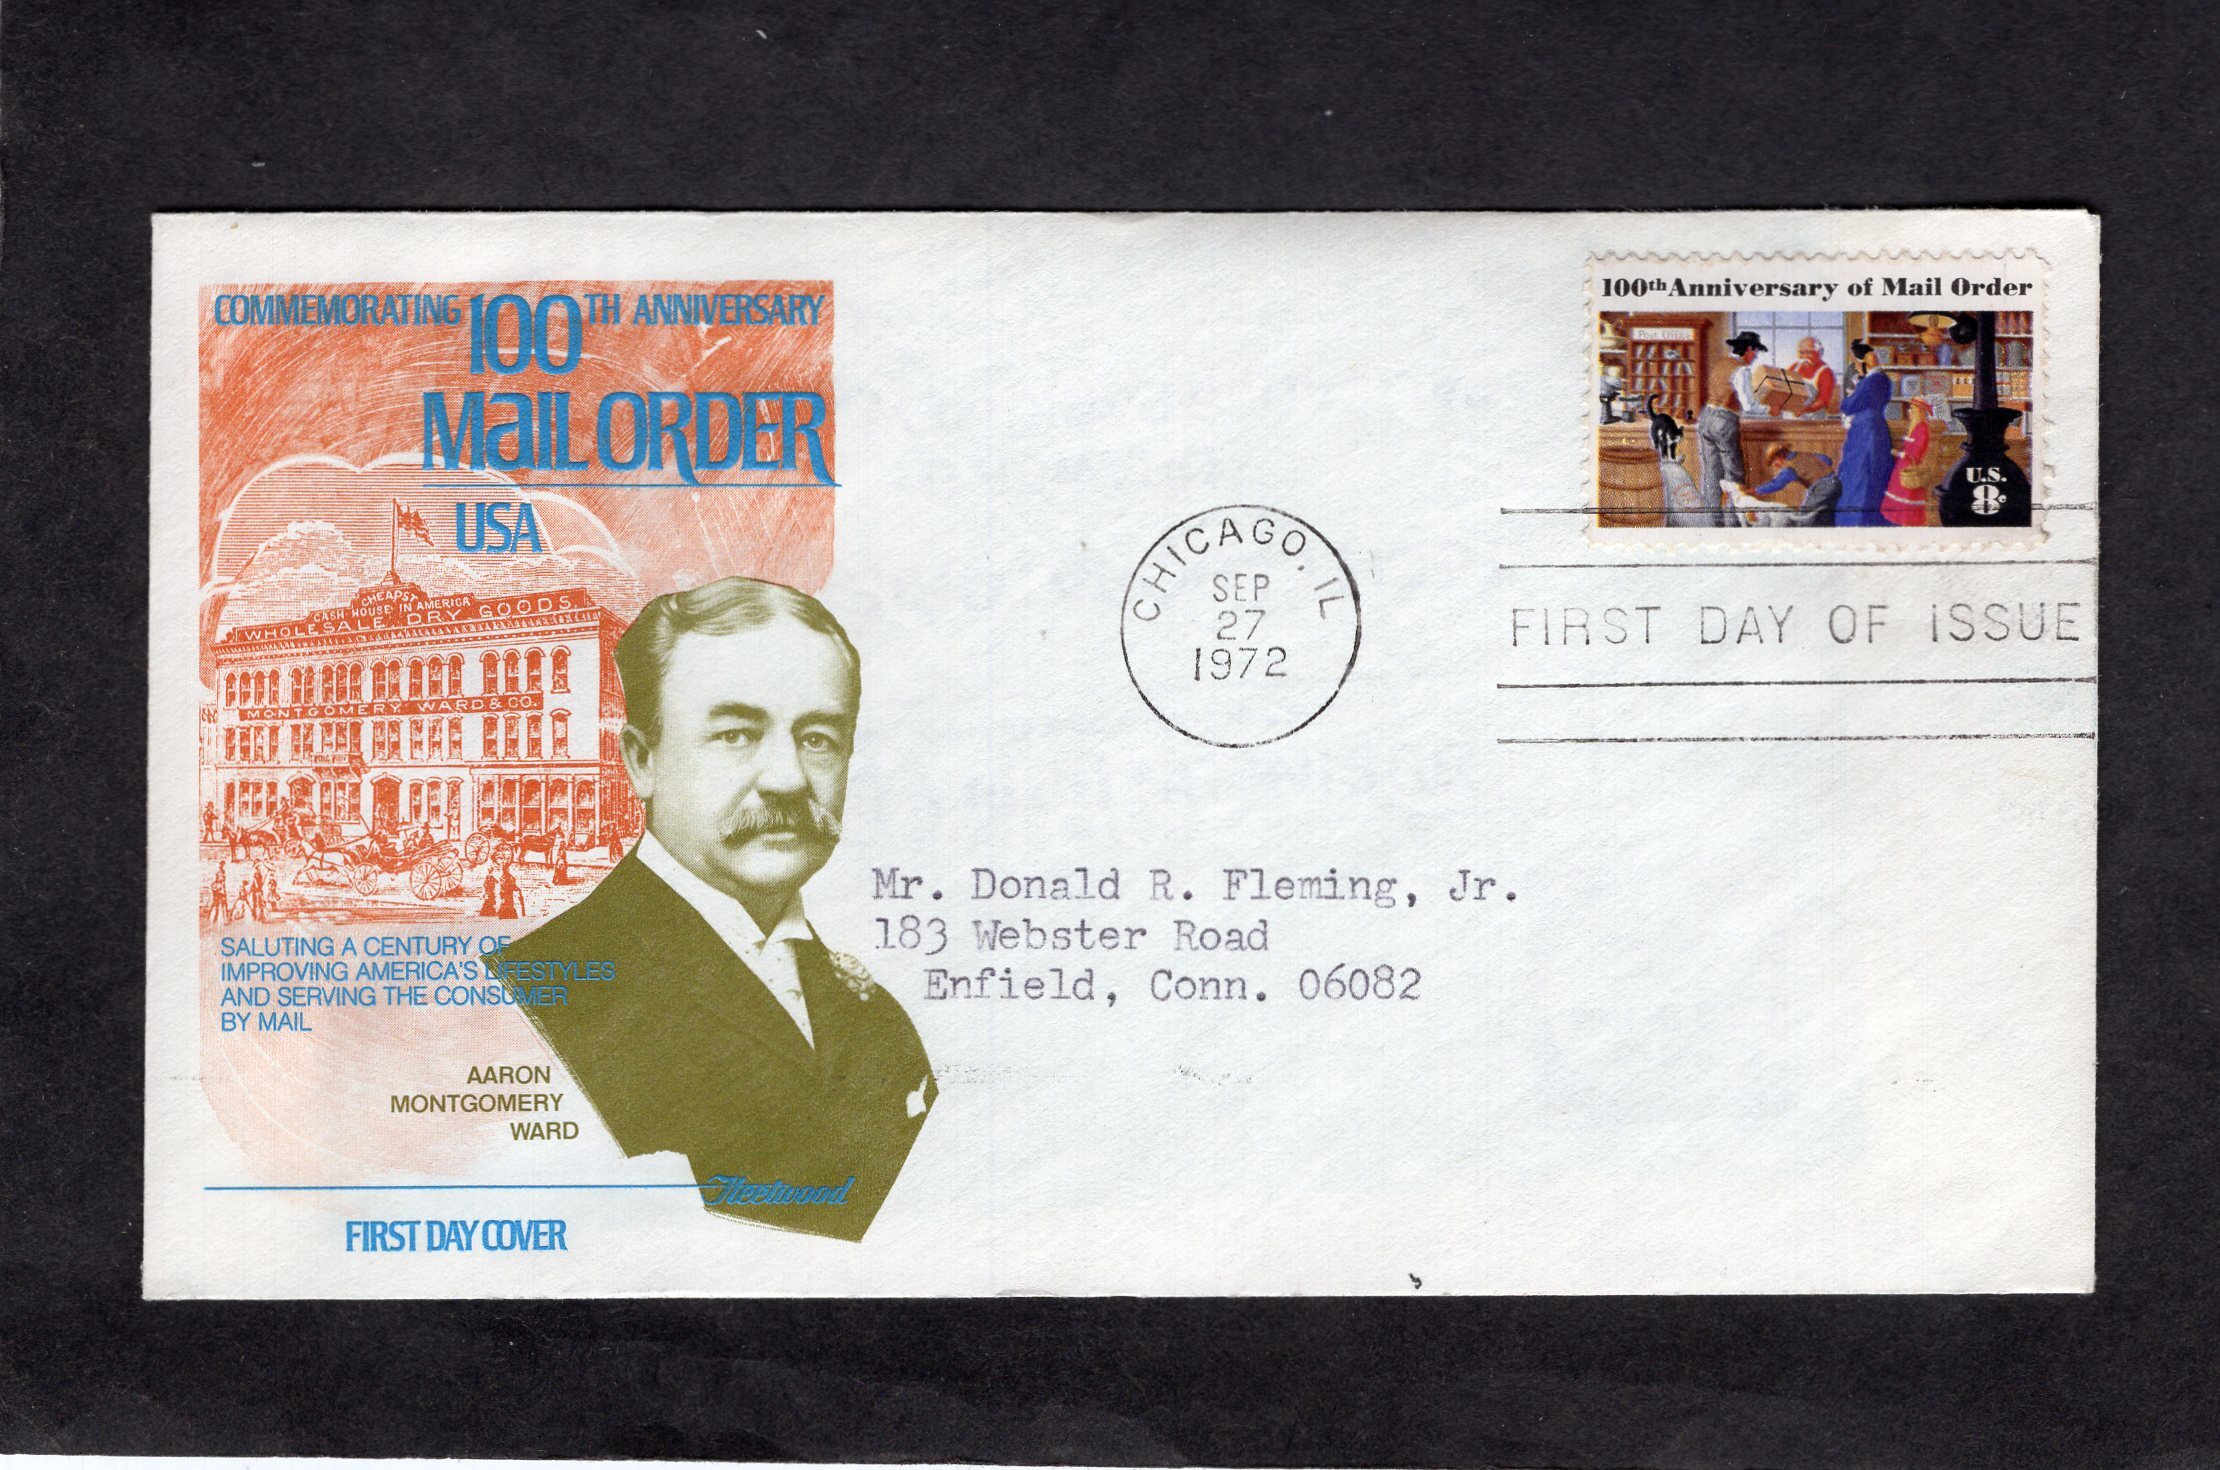 COMMEMORATING 100TH ANNIVERSARY
MAIL ORDER
USA
CHEAPST
CASH HOUSE IN AMERICA
WHOLESALE DRY GOODS.
MONTGOMERY WARD & CO.
SALUTING A CENTURY OF
IMPROVING AMERICA'S LIFESTYLES
AND SERVING THE CONSUMER
BY MAIL
AARON
MONTGOMERY
WARD
Fleetwood
FIRST DAY COVER
CHICAGO, IL
SEP
27
1972
100th Anniversary of Mail Order
Post Office
U.S.
8c
FIRST DAY OF ISSUE
Mr. Donald R. Fleming, Jr.
183 Webster Road
Enfield, Conn. 06082